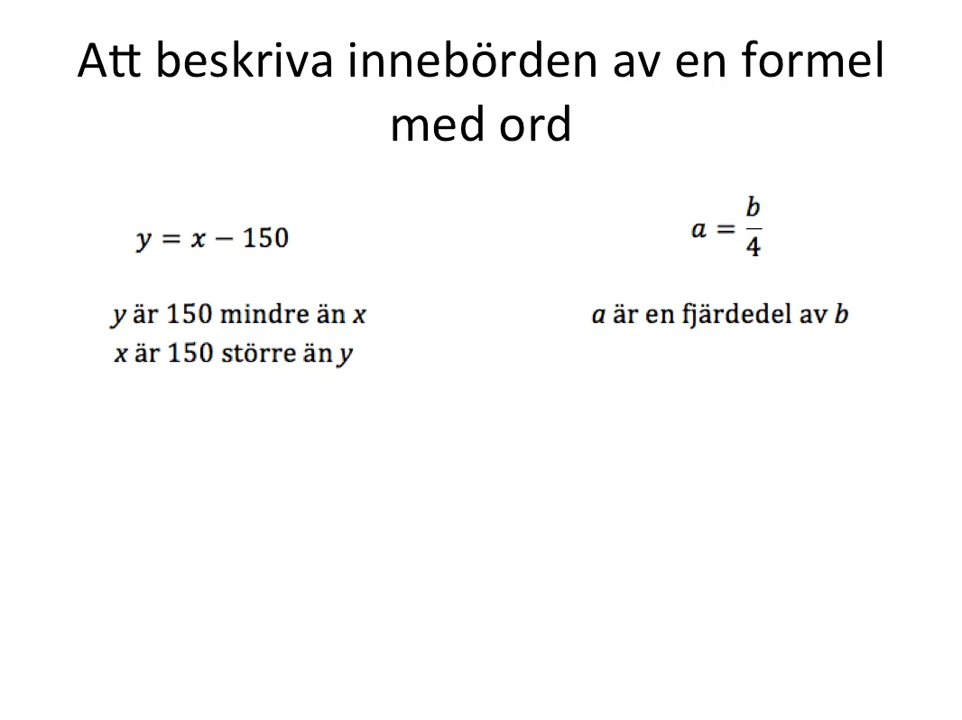 Att beskriva innebörden av en formel
med ord
y = x − 150
y är 150 mindre än x
x är 150 större än y
a = b/4
a är en fjärdedel av b